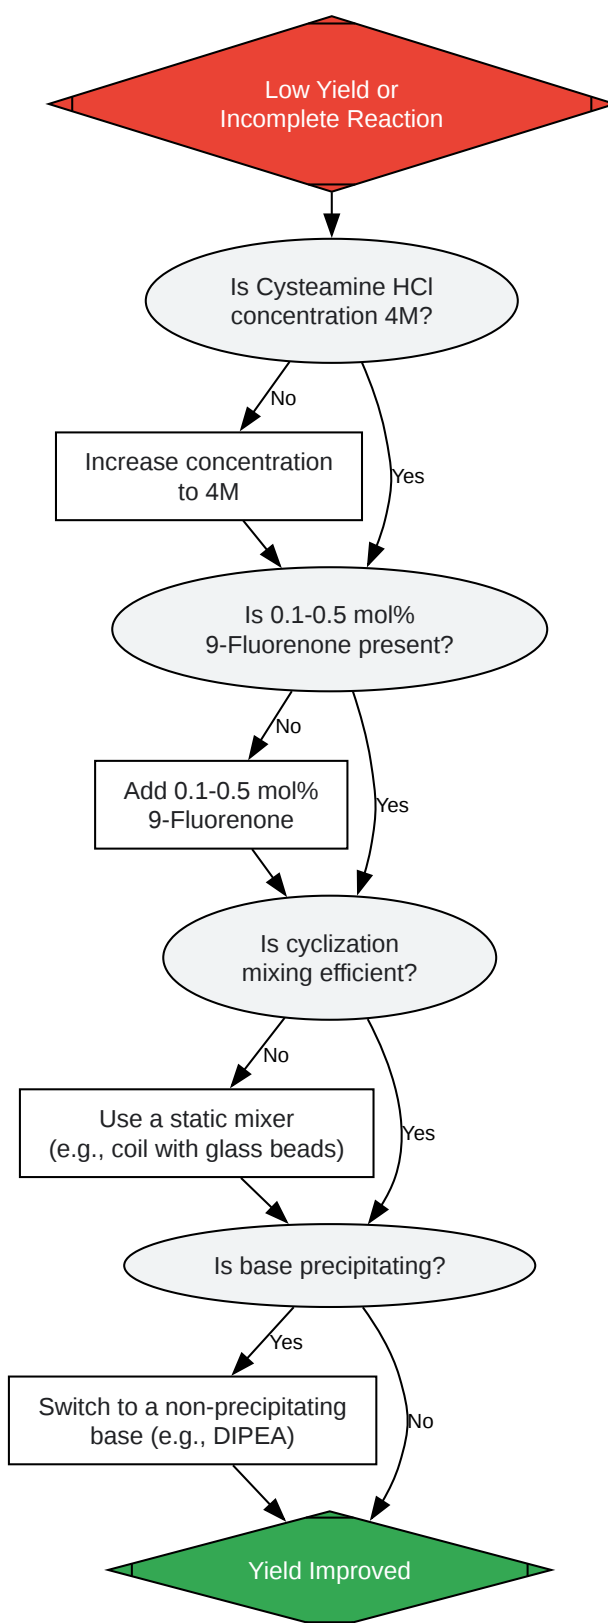 Low Yield or
Incomplete Reaction
Is Cysteamine HCl
concentration 4M?
No
Increase concentration
to 4M
Yes
Is 0.1-0.5 mol%
9-Fluorenone present?
No
Add 0.1-0.5 mol%
9-Fluorenone
Yes
Is cyclization
mixing efficient?
No
Use a static mixer
(e.g., coil with glass beads)
Yes
Is base precipitating?
Yes
Switch to a non-precipitating
base (e.g., DIPEA)
No
Yield Improved